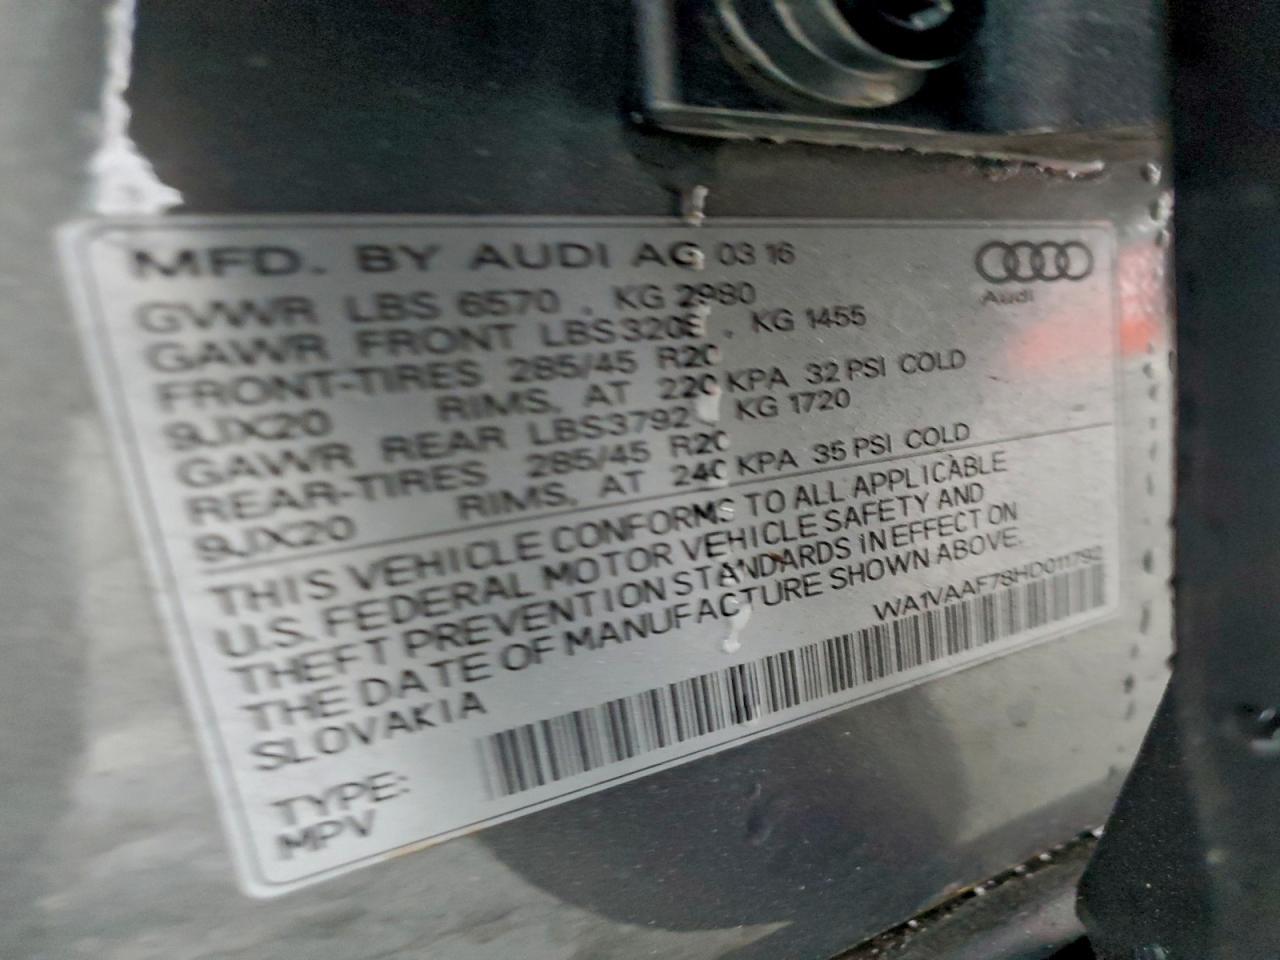 MFD. BY AUDI AG 03 16
Audi
GVWR LBS 6570 . KG 2980
GAWR FRONT LBS3208 . KG 1455
FRONT-TIRES 285/45 R20
9JX20 RIMS, AT 220 KPA 32 PSI COLD
GAWR REAR LBS3792 KG 1720
REAR-TIRES 285/45 R20
9JX20 RIMS, AT 240 KPA 35 PSI COLD
THIS VEHICLE CONFORMS TO ALL APPLICABLE
U.S. FEDERAL MOTOR VEHICLE SAFETY AND
THEFT PREVENTION STANDARDS IN EFFECT ON
THE DATE OF MANUFACTURE SHOWN ABOVE.
SLOVAKIA
WA1VAAF78HD011792
TYPE:
MPV